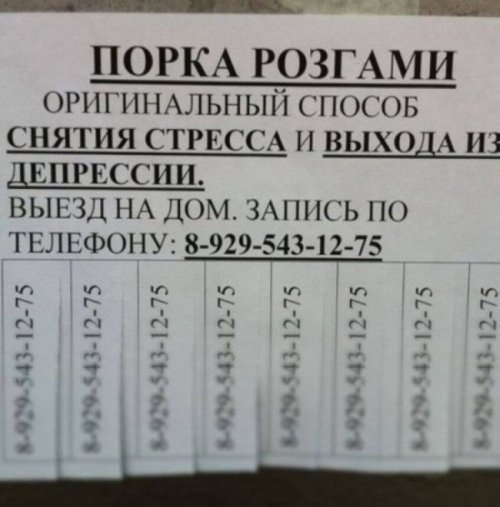 ПОРКА РОЗГАМИ
ОРИГИНАЛЬНЫЙ СПОСОБ
СНЯТИЯ СТРЕССА И ВЫХОДА ИЗ
ДЕПРЕССИИ.
ВЫЕЗД НА ДОМ. ЗАПИСЬ ПО
ТЕЛЕФОНУ: 8-929-543-12-75
8-929-543-12-75
8-929-543-12-75
8-929-543-12-75
8-929-543-12-75
8-929-543-12-75
8-929-543-12-75
8-929-543-12-75
8-929-543-12-75